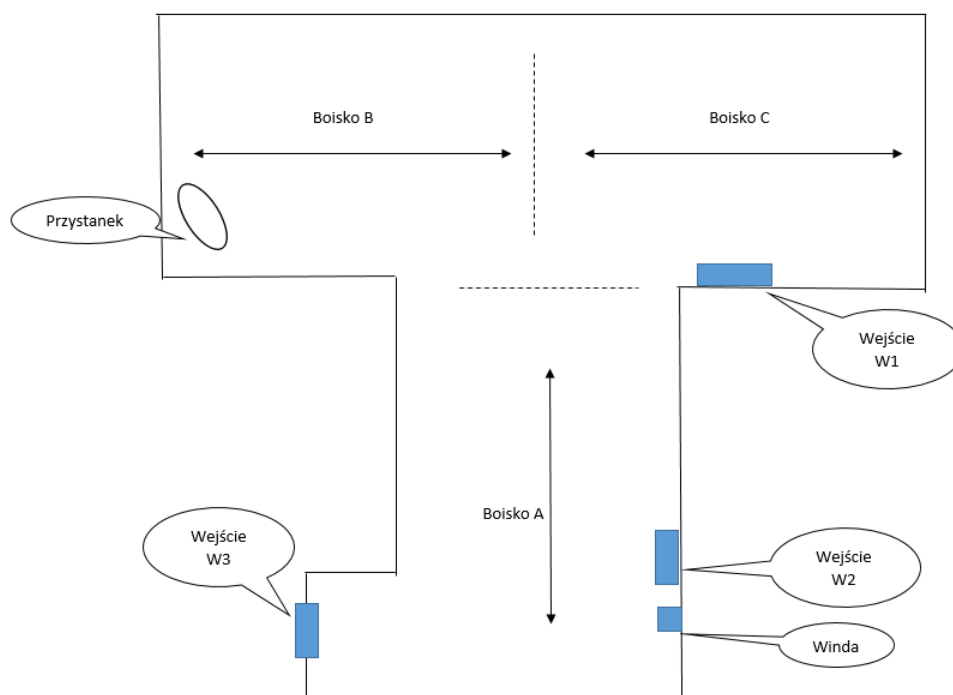 Boisko B
Boisko C
Przystanek
Wejście
W1
Boisko A
Wejście
W3
Wejście
W2
Winda